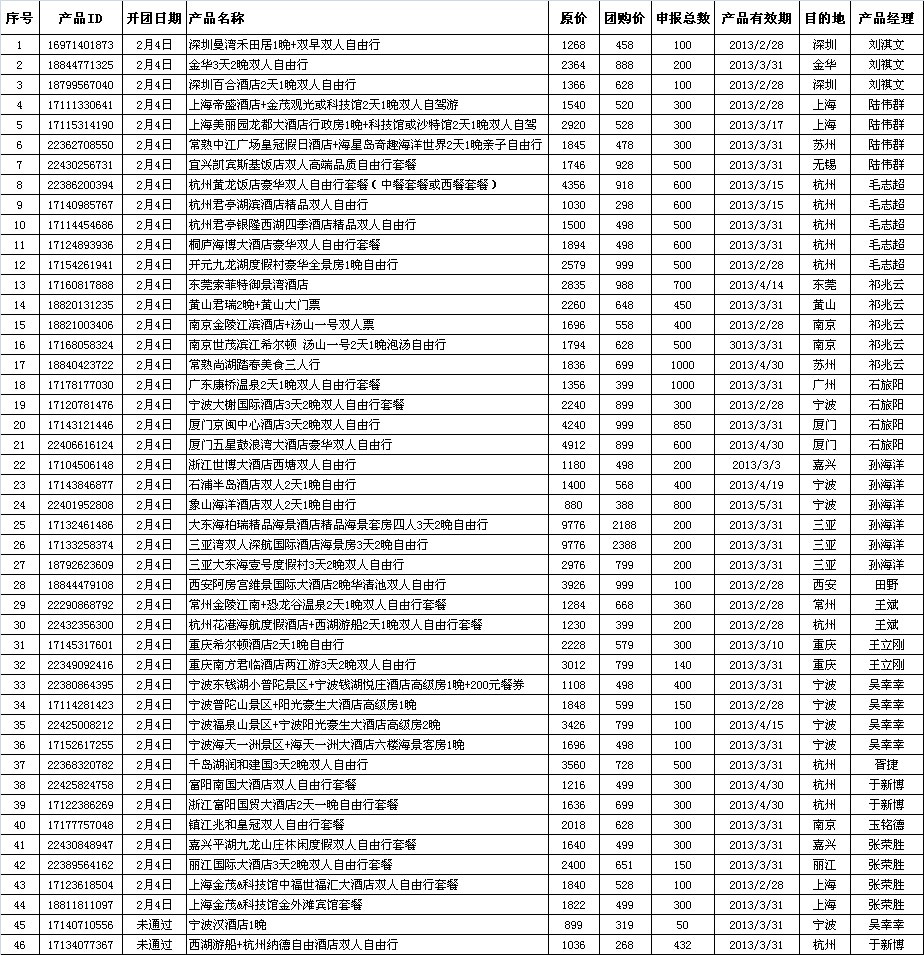 序号 产品ID 开团日期 产品名称 原价 团购价 申报总数 产品有效期 目的地 产品经理
1 16971401873 2月4日 深圳曼湾禾田居1晚+双早双人自由行 1268 458 100 2013/2/28 深圳 刘祺文
2 18844771325 2月4日 金华3天2晚双人自由行 2364 888 200 2013/3/31 金华 刘祺文
3 18799567040 2月4日 深圳百合酒店2天1晚双人自由行 1366 628 100 2013/2/28 深圳 刘祺文
4 17111330641 2月4日 上海帝盛酒店+金茂观光或科技馆2天1晚双人自驾游 1540 520 300 2013/2/28 上海 陆伟群
5 17115314190 2月4日 上海美丽园龙都大酒店行政房1晚+科技馆或沙特馆2天1晚双人自驾 2920 528 300 2013/3/17 上海 陆伟群
6 22362708550 2月4日 常熟中江广场皇冠假日酒店+海星岛奇趣海洋世界2天1晚亲子自由行 1845 478 300 2013/3/31 苏州 陆伟群
7 22430256731 2月4日 宜兴凯宾斯基饭店双人高端品质自由行套餐 1746 928 500 2013/3/31 无锡 陆伟群
8 22386200394 2月4日 杭州黄龙饭店豪华双人自由行套餐（中餐套餐或西餐套餐） 4356 918 600 2013/3/15 杭州 毛志超
9 17140985767 2月4日 杭州君亭湖滨酒店精品双人自由行 1030 298 600 2013/3/15 杭州 毛志超
10 17114454686 2月4日 杭州君亭银隆西湖四季酒店精品双人自由行 1500 498 500 2013/3/31 杭州 毛志超
11 17124893936 2月4日 桐庐海博大酒店豪华双人自由行套餐 1894 498 600 2013/3/31 杭州 毛志超
12 17154261941 2月4日 开元九龙湖度假村豪华全景房1晚自由行 2579 999 500 2013/2/28 杭州 毛志超
13 17160817888 2月4日 东莞索菲特御景湾酒店 2835 988 700 2013/4/14 东莞 祁兆云
14 18820131235 2月4日 黄山君瑞2晚+黄山大门票 2260 648 450 2013/3/31 黄山 祁兆云
15 18821003406 2月4日 南京金陵江滨酒店+汤山一号双人票 1696 558 400 2013/2/28 南京 祁兆云
16 17168058324 2月4日 南京世茂滨江希尔顿 汤山一号2天1晚泡汤自由行 1794 628 500 3013/3/31 南京 祁兆云
17 18840423722 2月4日 常熟尚湖踏春美食三人行 1836 699 1000 2013/4/30 苏州 祁兆云
18 17178177030 2月4日 广东康桥温泉2天1晚双人自由行套餐 1356 399 1000 2013/3/31 广州 石旅阳
19 17120781476 2月4日 宁波大榭国际酒店3天2晚双人自由行套餐 2240 899 300 2013/2/28 宁波 石旅阳
20 17143121446 2月4日 厦门京闽中心酒店3天2晚双人自由行 4240 999 850 2013/3/31 厦门 石旅阳
21 22406616124 2月4日 厦门五星鼓浪湾大酒店豪华双人自由行 4912 899 600 2013/4/30 厦门 石旅阳
22 17104506148 2月4日 浙江世博大酒店西塘双人自由行 1180 498 200 2013/3/3 嘉兴 孙海洋
23 17143846877 2月4日 石浦半岛酒店双人2天1晚自由行 1400 568 400 2013/4/19 宁波 孙海洋
24 22401952808 2月4日 象山海洋酒店双人2天1晚自由行 880 388 800 2013/5/31 宁波 孙海洋
25 17132461486 2月4日 大东海柏瑞精品海景酒店精品海景套房四人3天2晚自由行 9776 2188 200 2013/3/31 三亚 孙海洋
26 17133258374 2月4日 三亚湾双人深航国际酒店海景房3天2晚自由行 9776 2388 200 2013/3/31 三亚 孙海洋
27 18792623609 2月4日 三亚大东海壹号度假村3天2晚双人自由行 2976 799 200 2013/3/31 三亚 孙海洋
28 18844479108 2月4日 西安阿房宫维景国际大酒店2晚华清池双人自由行 3926 999 100 2013/2/28 西安 田野
29 22290868792 2月4日 常州金陵江南+恐龙谷温泉2天1晚双人自由行套餐 1284 668 360 2013/2/28 常州 王斌
30 22432356300 2月4日 杭州花港海航度假酒店+西湖游船2天1晚双人自由行套餐 1230 399 200 2013/2/28 杭州 王斌
31 17145317601 2月4日 重庆希尔顿酒店2天1晚自由行 2228 579 300 2013/3/10 重庆 王立刚
32 22349092416 2月4日 重庆南方君临酒店两江游3天2晚双人自由行 3012 799 140 2013/3/31 重庆 王立刚
33 22380864395 2月4日 宁波东钱湖小普陀景区+宁波钱湖悦庄酒店高级房1晚+200元餐券 1108 498 400 2013/3/31 宁波 吴幸幸
34 17114281423 2月4日 宁波普陀山景区+阳光豪生大酒店高级房1晚 1848 599 150 2013/2/28 宁波 吴幸幸
35 22425008212 2月4日 宁波福泉山景区+宁波阳光豪生大酒店高级房2晚 3426 799 100 2013/4/15 宁波 吴幸幸
36 17152617255 2月4日 宁波海天一洲景区+海天一洲大酒店六楼海景客房1晚 1696 498 100 2013/3/31 宁波 吴幸幸
37 22368320782 2月4日 千岛湖润和建国3天2晚双人自由行 3560 728 500 2013/3/31 杭州 胥捷
38 22425824758 2月4日 富阳南国大酒店双人自由行套餐 1216 499 300 2013/4/30 杭州 于新博
39 17122386269 2月4日 浙江富阳国贸大酒店2天一晚自由行套餐 1636 699 300 2013/4/30 杭州 于新博
40 17177757048 2月4日 镇江兆和皇冠双人自由行套餐 2018 628 300 2013/3/31 南京 玉铭德
41 22430848947 2月4日 嘉兴平湖九龙山庄休闲度假双人自由行套餐 1640 499 300 2013/3/31 嘉兴 张荣胜
42 22389564162 2月4日 丽江国际大酒店3天2晚双人自由行套餐 2400 651 150 2013/3/31 丽江 张荣胜
43 17123618504 2月4日 上海金茂&科技馆中福世福汇大酒店双人自由行套餐 1840 528 100 2013/2/28 上海 张荣胜
44 18811811097 2月4日 上海金茂&科技馆金外滩宾馆套餐 1822 499 300 2013/3/31 上海 张荣胜
45 17140710556 未通过 宁波汉酒店1晚 899 319 50 2013/3/31 宁波 吴幸幸
46 17134077367 未通过 西湖游船+杭州纳德自由酒店双人自由行 1036 268 432 2013/3/31 杭州 于新博